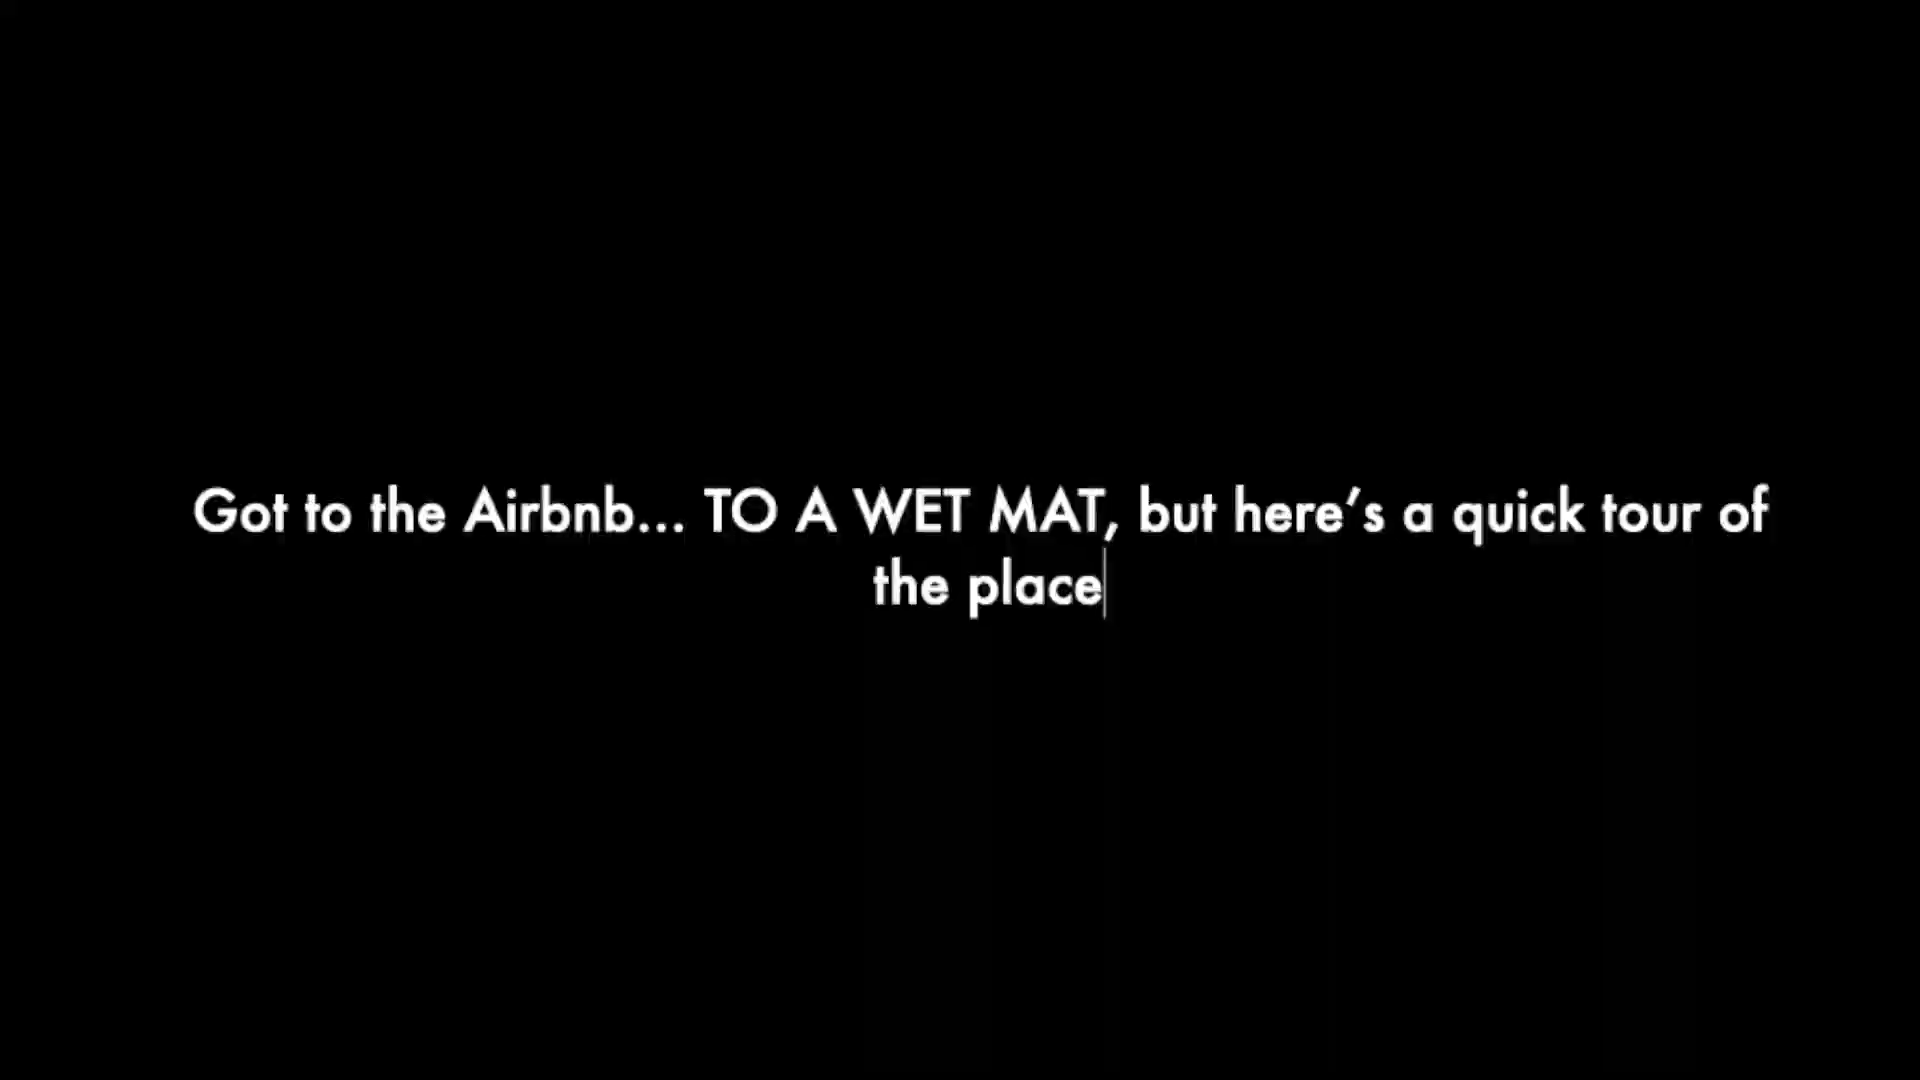 Got to the Airbnb... TO A WET MAT, but here’s a quick tour of
the place